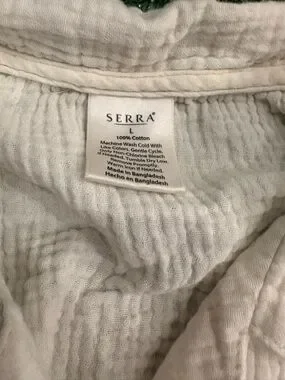 SERRA
L
100% Cotton
Machine Wash Cold With
Like Colors, Gentle Cycle.
Only Non-Chlorine Bleach
If Needed. Tumble Dry Low.
Remove Promptly.
Warm Iron If Needed.
Made in Bangladesh
Hecho en Bangladesh